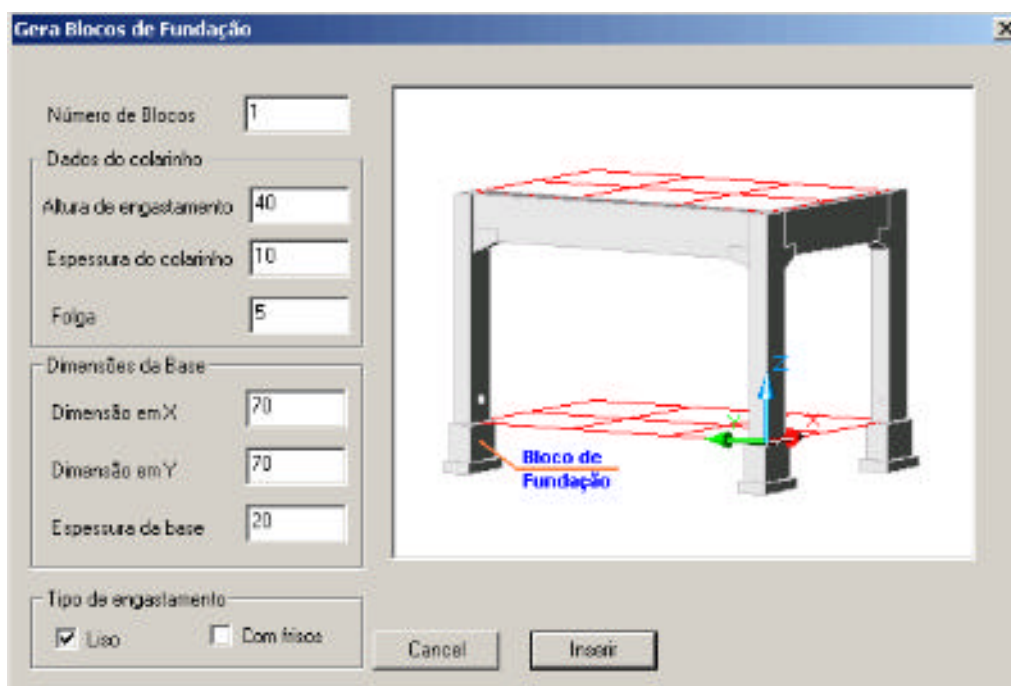 Gera Blocos de Fundação
Número de Blocos 1
Dados do colarinho
Altura de engastamento 40
Espessura do colarinho 10
Folga 5
Dimensões da Base
Dimensão em X 70
Dimensão em Y 70
Espessura da base 20
Tipo de engastamento
Liso Com frisos
Z
Y X
Bloco de
Fundação
Cancel Inserir